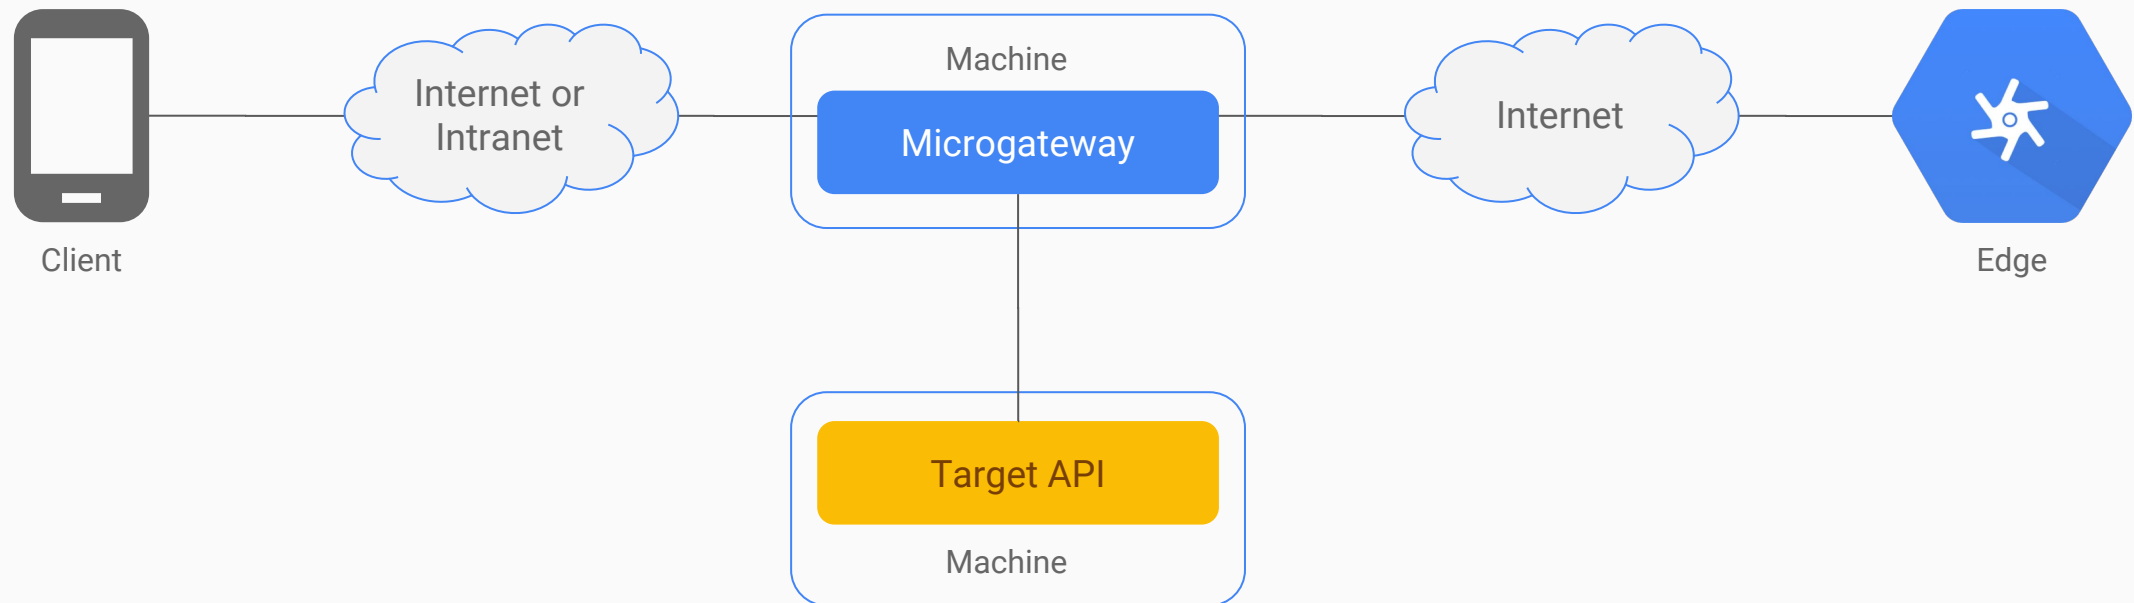 Machine
Internet or
Intranet
Microgateway
Internet
Client
Edge
Target API
Machine